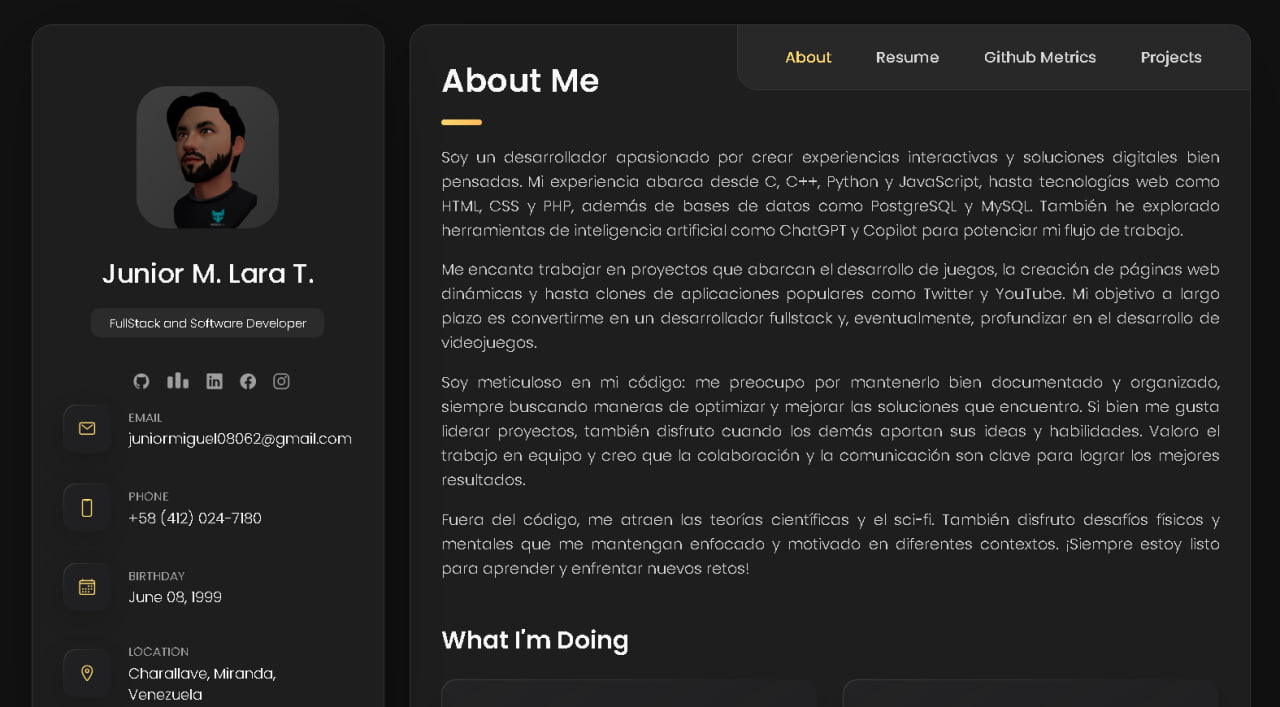 Junior M. Lara T.
FullStack and Software Developer
EMAIL
juniormiguel08062@gmail.com
PHONE
+58 (412) 024-7180
BIRTHDAY
June 08, 1999
LOCATION
Charallave, Miranda,
Venezuela
About
Resume
Github Metrics
Projects
About Me
Soy un desarrollador apasionado por crear experiencias interactivas y soluciones digitales bien
pensadas. Mi experiencia abarca desde C, C++, Python y JavaScript, hasta tecnologías web como
HTML, CSS y PHP, además de bases de datos como PostgreSQL y MySQL. También he explorado
herramientas de inteligencia artificial como ChatGPT y Copilot para potenciar mi flujo de trabajo.
Me encanta trabajar en proyectos que abarcan el desarrollo de juegos, la creación de páginas web
dinámicas y hasta clones de aplicaciones populares como Twitter y YouTube. Mi objetivo a largo
plazo es convertirme en un desarrollador fullstack y, eventualmente, profundizar en el desarrollo de
videojuegos.
Soy meticuloso en mi código: me preocupo por mantenerlo bien documentado y organizado,
siempre buscando maneras de optimizar y mejorar las soluciones que encuentro. Si bien me gusta
liderar proyectos, también disfruto cuando los demás aportan sus ideas y habilidades. Valoro el
trabajo en equipo y creo que la colaboración y la comunicación son clave para lograr los mejores
resultados.
Fuera del código, me atraen las teorías científicas y el sci-fi. También disfruto desafíos físicos y
mentales que me mantengan enfocado y motivado en diferentes contextos. ¡Siempre estoy listo
para aprender y enfrentar nuevos retos!
What I'm Doing